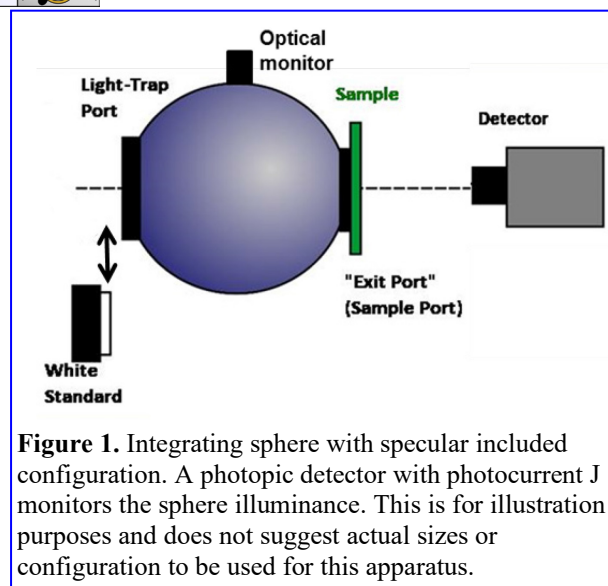 Optical
monitor
Light-Trap
Port
Sample
Detector
"Exit Port"
(Sample Port)
White
Standard
Figure 1. Integrating sphere with specular included
configuration. A photopic detector with photocurrent J
monitors the sphere illuminance. This is for illustration
purposes and does not suggest actual sizes or
configuration to be used for this apparatus.